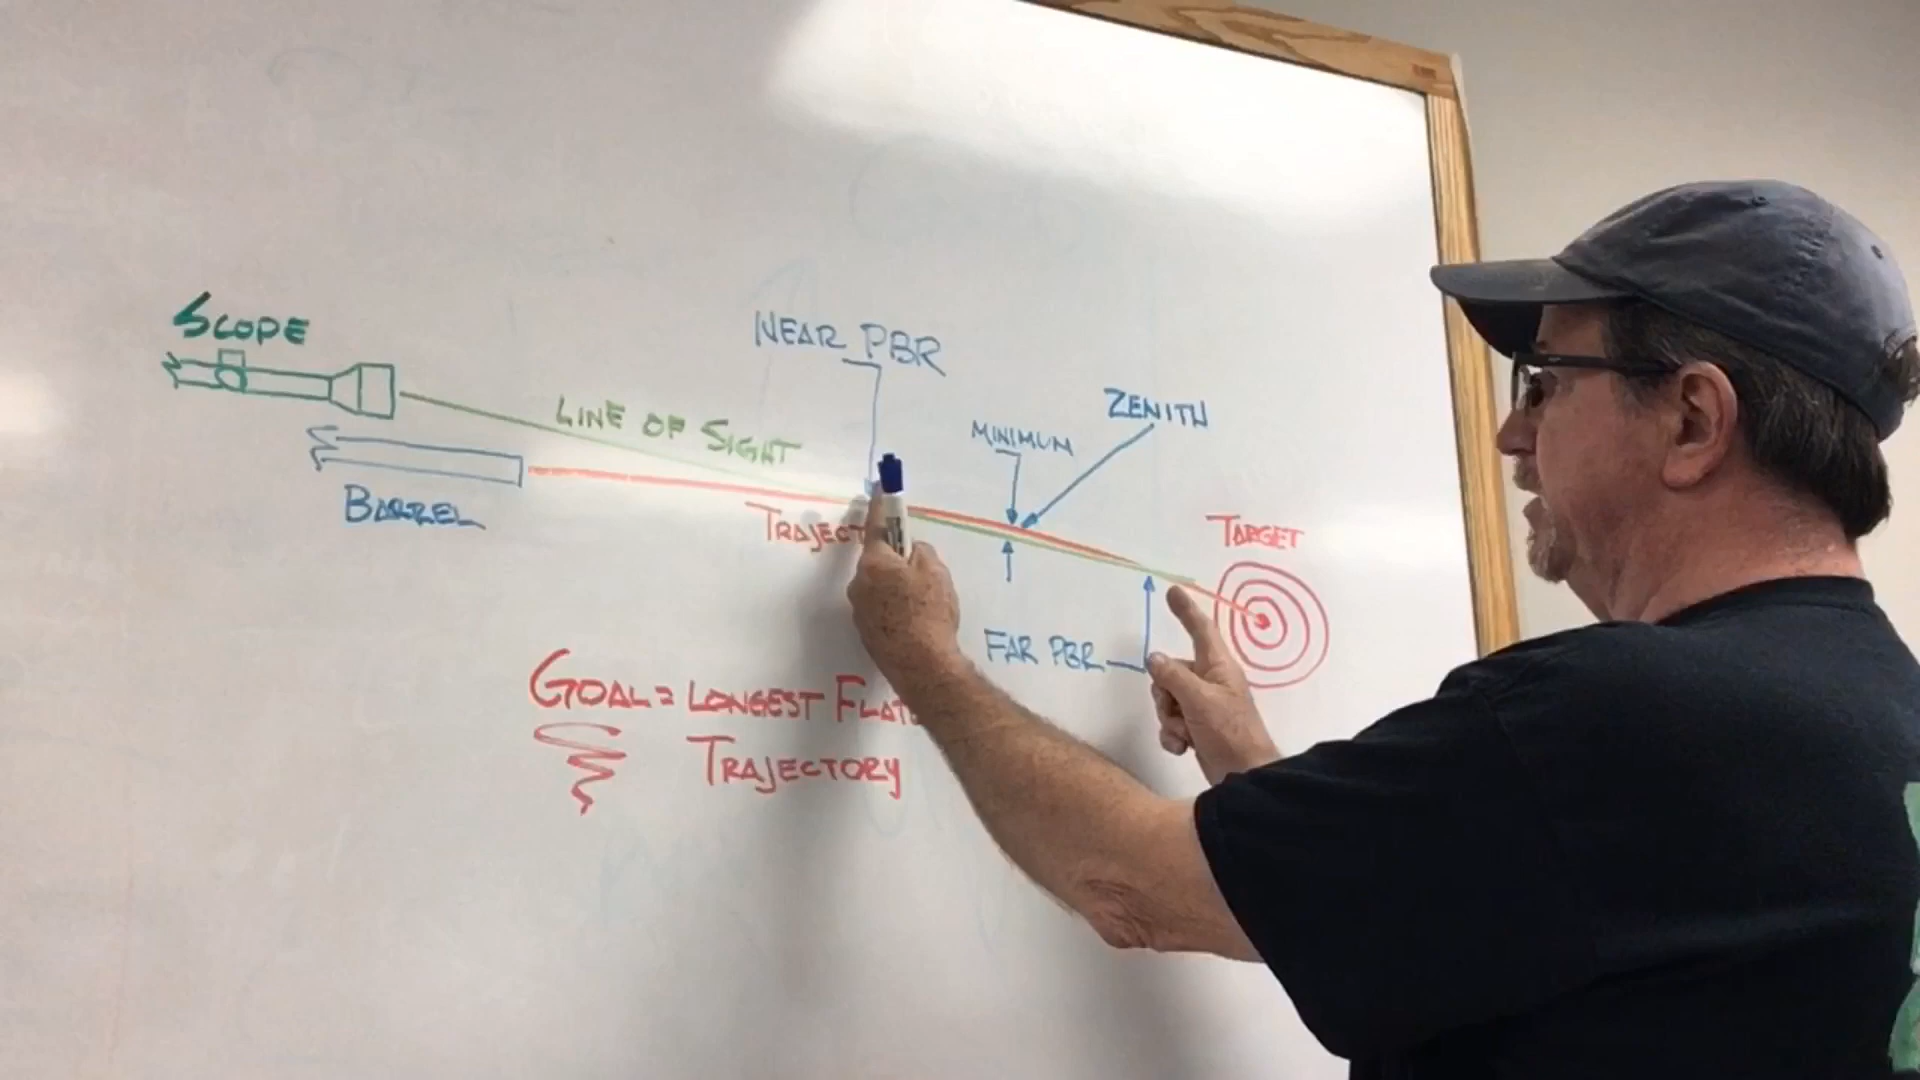 SCOPE
NEAR PBR
LINE OF SIGHT
ZENITH
MINIMUM
BARREL
TRAJECT
TARGET
FAR PBR
GOAL = LONGEST FLAT
TRAJECTORY